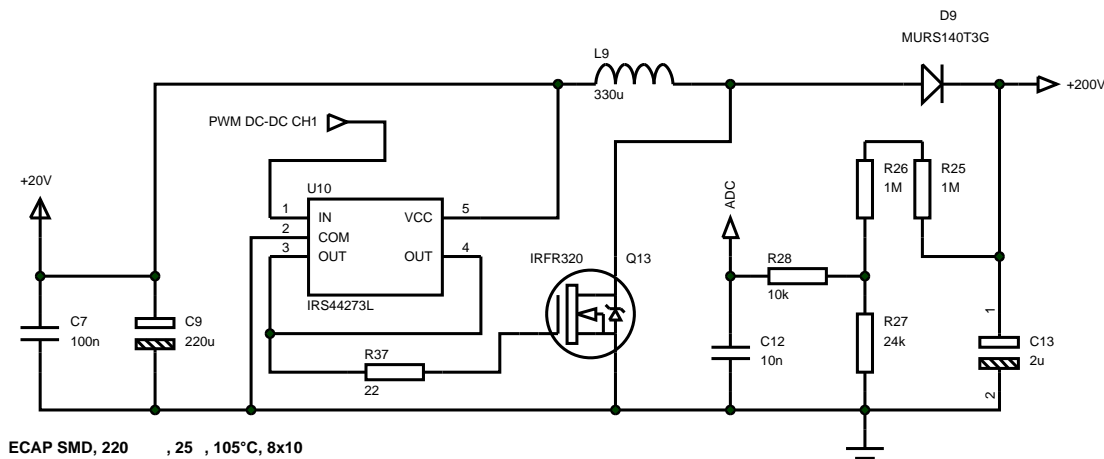 D9
MURS140T3G
L9
330u
+200V
PWM DC-DC CH1
+20V
U10
1 IN VCC 5
2 COM
3 OUT OUT 4
IRS44273L
R26
1M
R25
1M
ADC
IRFR320 Q13
R28
10k
C7
100n
C9
220u
R37
22
C12
10n
R27
24k
1
C13
2u
2
ECAP SMD, 220 , 25 , 105°C, 8x10